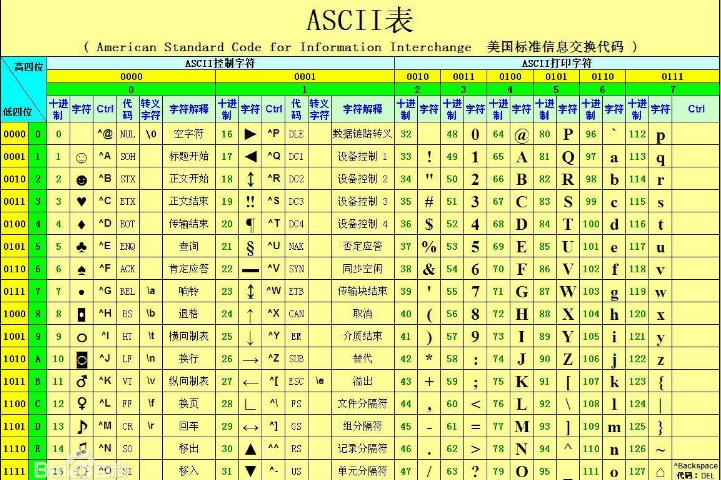 ASCII表
( American Standard Code for Information Interchange 美国标准信息交换代码 )
高四位 ASCII控制字符 ASCII打印字符
0000 0001 0010 0011 0100 0101 0110 0111
0 1 2 3 4 5 6 7
低四位 十进制 字符 Ctrl 代码 转义字符 字符解释 十进制 字符 Ctrl 代码 转义字符 字符解释 十进制 字符 十进制 字符 十进制 字符 十进制 字符 十进制 字符 十进制 字符 Ctrl
0000 0 0 ^@ NUL \0 空字符 16 ► ^P DLE 数据链路转义 32 48 0 64 @ 80 P 96 ` 112 p
0001 1 1 ☺ ^A SOH 标题开始 17 ◄ ^Q DC1 设备控制 1 33 ! 49 1 65 A 81 Q 97 a 113 q
0010 2 2 ☻ ^B STX 正文开始 18 ↕ ^R DC2 设备控制 2 34 " 50 2 66 B 82 R 98 b 114 r
0011 3 3 ♥ ^C ETX 正文结束 19 ‼ ^S DC3 设备控制 3 35 # 51 3 67 C 83 S 99 c 115 s
0100 4 4 ♦ ^D EOT 传输结束 20 ¶ ^T DC4 设备控制 4 36 $ 52 4 68 D 84 T 100 d 116 t
0101 5 5 ♣ ^E ENQ 查询 21 § ^U NAK 否定应答 37 % 53 5 69 E 85 U 101 e 117 u
0110 6 6 ♠ ^F ACK 肯定应答 22 ▬ ^V SYN 同步空闲 38 & 54 6 70 F 86 V 102 f 118 v
0111 7 7 • ^G BEL \a 响铃 23 ↨ ^W ETB 传输块结束 39 ' 55 7 71 G 87 W 103 g 119 w
1000 8 8 ◘ ^H BS \b 退格 24 ↑ ^X CAN 取消 40 ( 56 8 72 H 88 X 104 h 120 x
1001 9 9 ○ ^I HT \t 横向制表 25 ↓ ^Y EM 介质结束 41 ) 57 9 73 I 89 Y 105 i 121 y
1010 A 10 ◙ ^J LF \n 换行 26 → ^Z SUB 替代 42 * 58 : 74 J 90 Z 106 j 122 z
1011 B 11 ♂ ^K VT \v 纵向制表 27 ← ^[ ESC \e 溢出 43 + 59 ; 75 K 91 [ 107 k 123 {
1100 C 12 ♀ ^L FF \f 换页 28 ∟ ^\ FS 文件分隔符 44 , 60 < 76 L 92 \ 108 l 124 |
1101 D 13 ♪ ^M CR \r 回车 29 ↔ ^] GS 组分隔符 45 - 61 = 77 M 93 ] 109 m 125 }
1110 E 14 ♫ ^N SO 移出 30 ▲ ^^ RS 记录分隔符 46 . 62 > 78 N 94 ^ 110 n 126 ~
1111 ^O SI 移入 31 ▼ ^- US 单元分隔符 47 / 63 ? 79 O 95 _ 111 o 127 ⌂ ^Backspace
代码：DEL